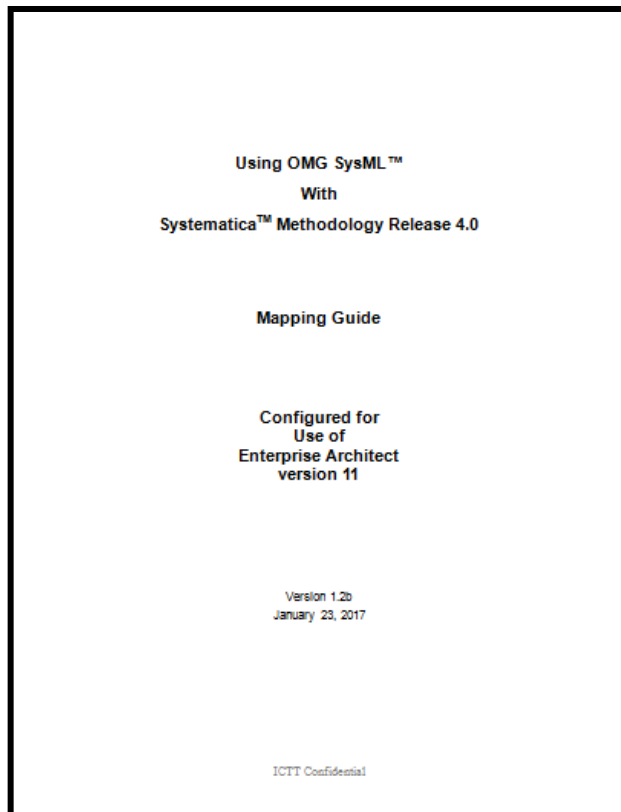 Using OMG SysML™
With
Systematica™ Methodology Release 4.0
Mapping Guide
Configured for
Use of
Enterprise Architect
version 11
Version 1.2b
January 23, 2017
ICTT Confidential